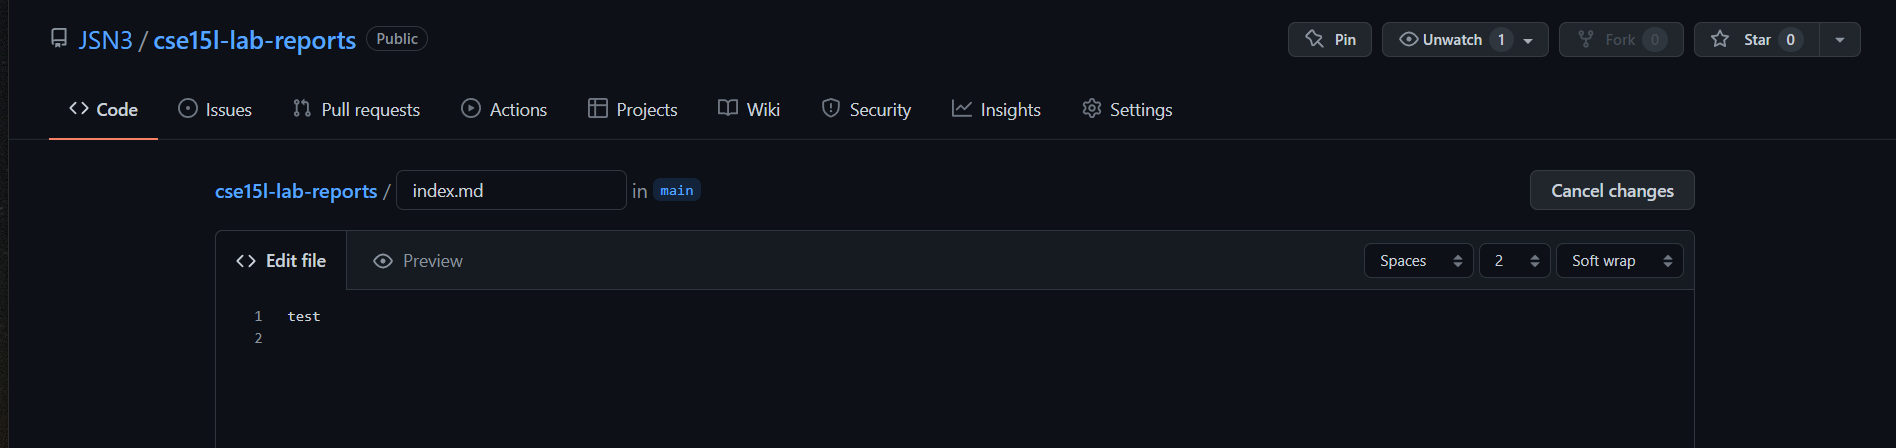 JSN3 / cse15l-lab-reports Public
Pin Unwatch 1 Fork 0 Star 0
Code Issues Pull requests Actions Projects Wiki Security Insights Settings
cse15l-lab-reports / index.md in main Cancel changes
Edit file Preview Spaces 2 Soft wrap
1 test
2